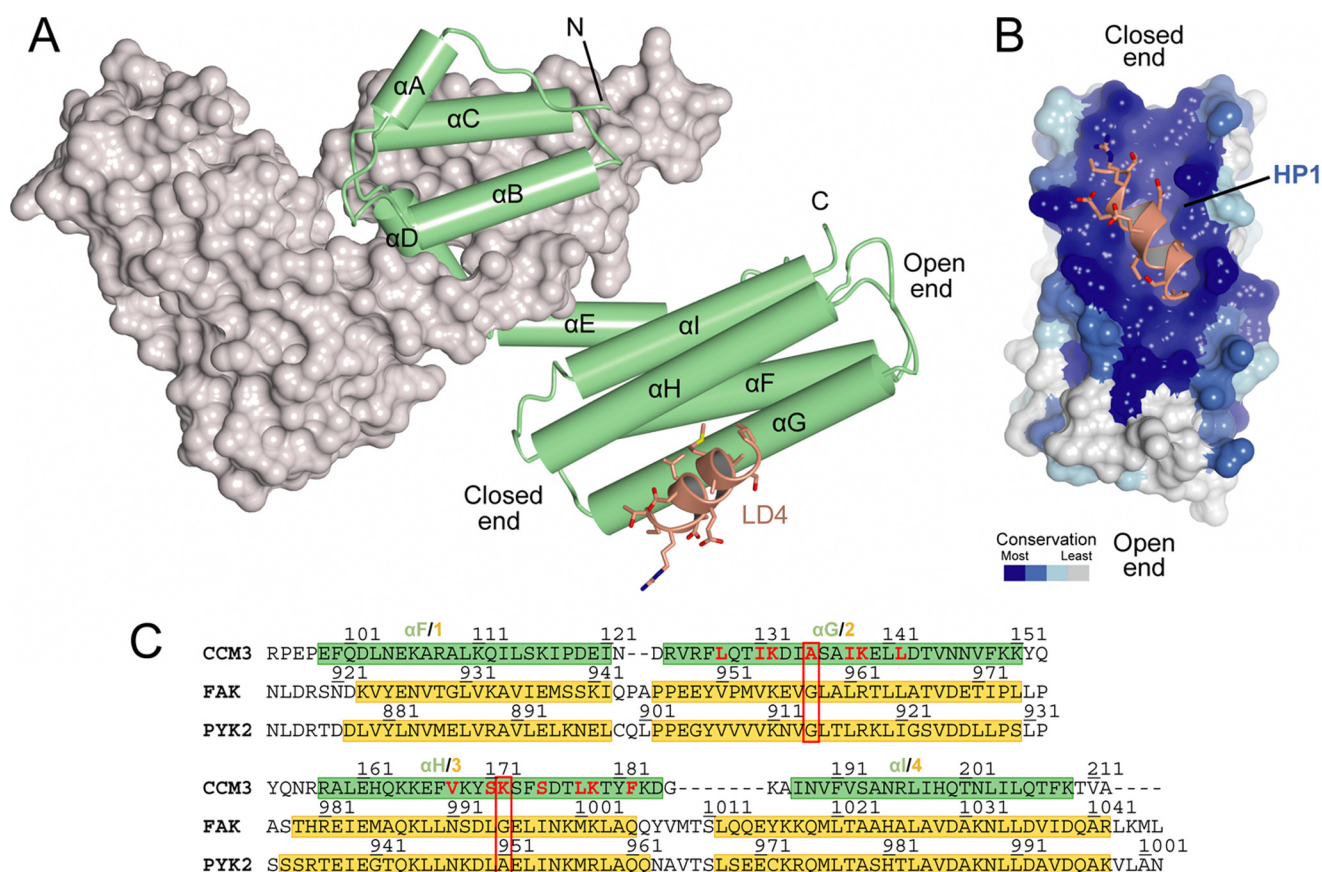 A
N
αA
αC
αB
αD
αE
αI
αH
αF
αG
C
Open
end
Closed
end
LD4
B
Closed
end
HP1
Conservation
Most Least
Open
end
C
101 αF/1 111 121 131 αG/2 141 151
CCM3 RPEPEFQDLNEKARALKQILSKIPDEIN--DRVRFLQTIKDIASAIKELLDTVNNVFKKYQ
921 931 941 951 961 971
FAK NLDRSNDKVYENVTGLVKAVIEMSSKIQPAPPEEYVPMVKEVGLALRTLLATVDETIPLLP
881 891 901 911 921 931
PYK2 NLDRTDDLVYLNVMELVRAVLELKNELCQLPPEGYVVVVKNVGLTLRKLIGSVDDLLPSLP
161 αH/3 171 181 191 αI/4 201 211
CCM3 YQNRRALEHQKKEFVKYSKSFSDTLKTYFKDG-------KAINVFVSANRLIHQTNLILQTFKTVA----
981 991 1001 1011 1021 1031 1041
FAK ASTHREIEMAQKLLNSDLGELINKMKLAQQYVMTSLQQEYKKQMLTAAHALAVDAKNLLDVIDQARLKML
941 951 961 971 981 991 1001
PYK2 SSSRTEIEGTQKLLNKDLAELINKMRLAQQNAVTSLSEECKRQMLTASHTLAVDAKNLLDAVDQAKVLAN